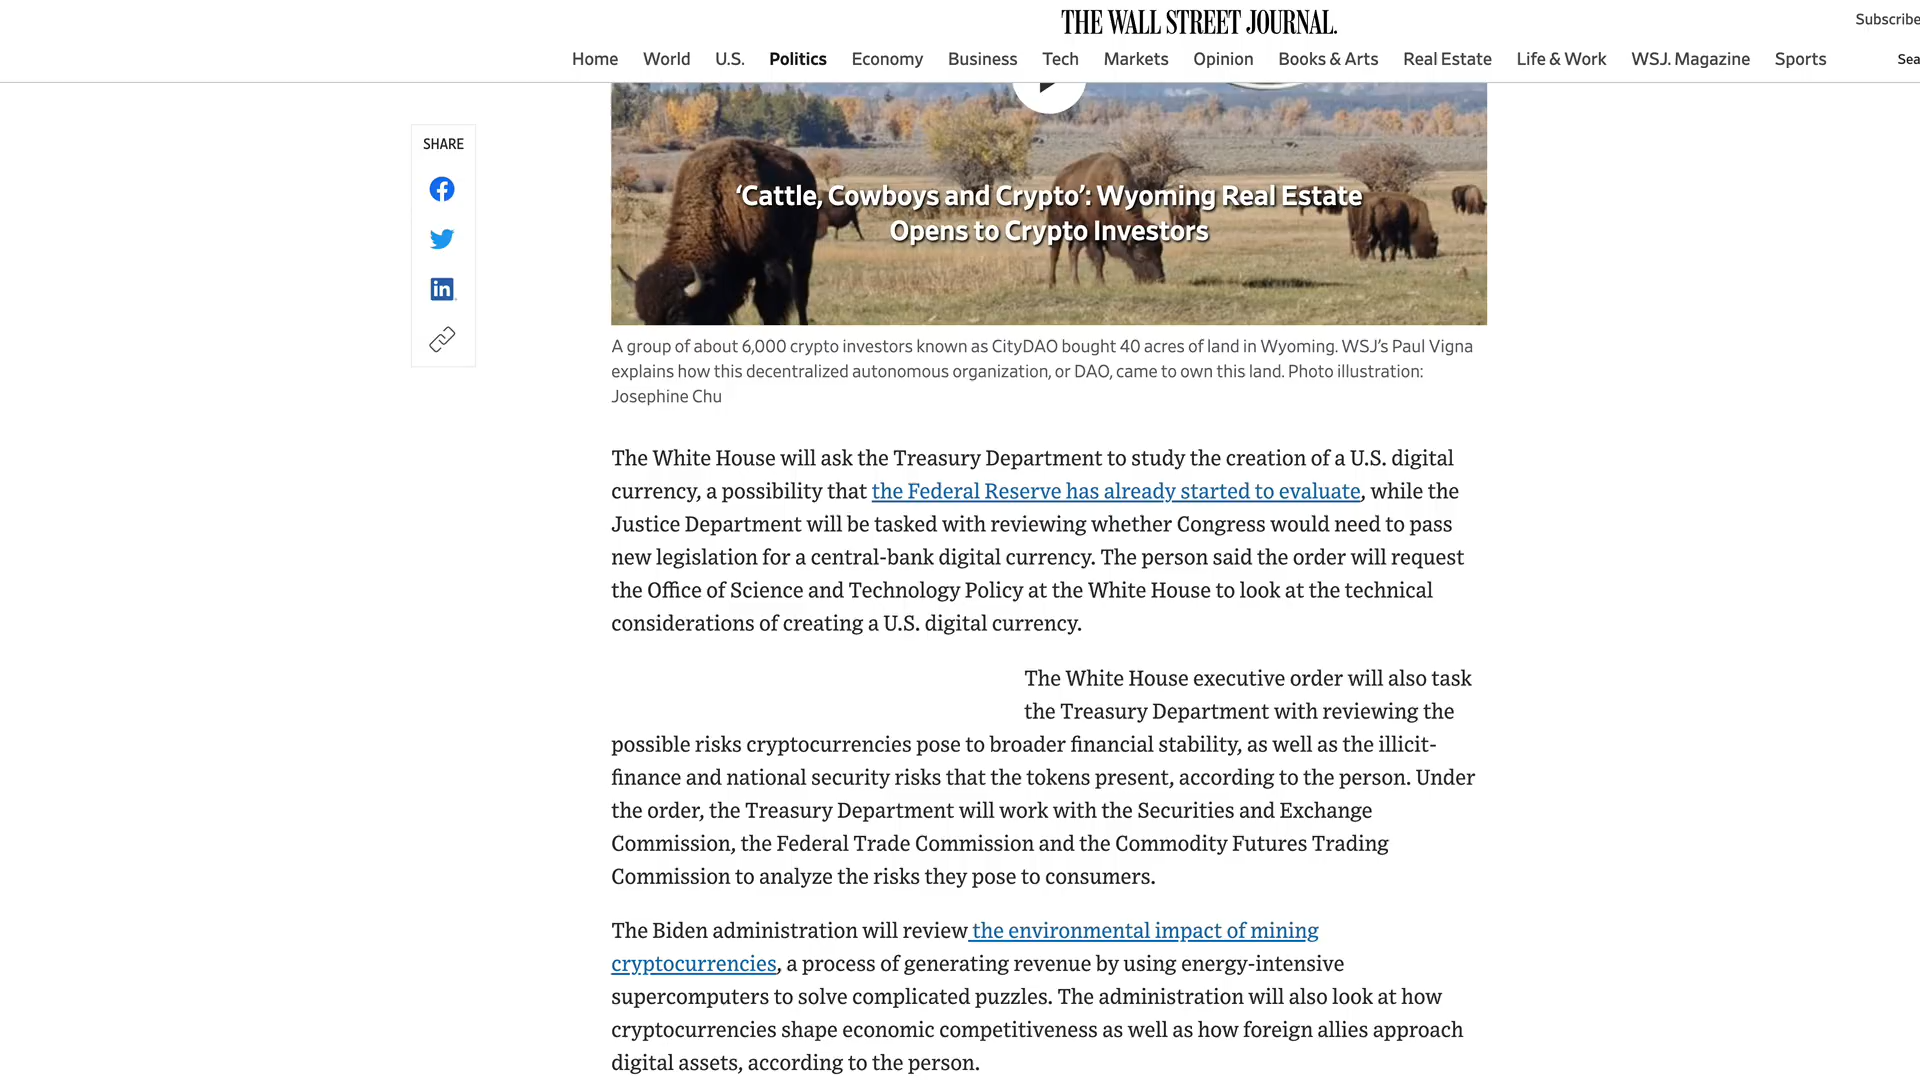 THE WALL STREET JOURNAL.
Subscribe
Home World U.S. Politics Economy Business Tech Markets Opinion Books & Arts Real Estate Life & Work WSJ. Magazine Sports
Sea
SHARE
in
‘Cattle, Cowboys and Crypto’: Wyoming Real Estate
Opens to Crypto Investors
A group of about 6,000 crypto investors known as CityDAO bought 40 acres of land in Wyoming. WSJ’s Paul Vigna
explains how this decentralized autonomous organization, or DAO, came to own this land. Photo illustration:
Josephine Chu
The White House will ask the Treasury Department to study the creation of a U.S. digital
currency, a possibility that the Federal Reserve has already started to evaluate, while the
Justice Department will be tasked with reviewing whether Congress would need to pass
new legislation for a central-bank digital currency. The person said the order will request
the Office of Science and Technology Policy at the White House to look at the technical
considerations of creating a U.S. digital currency.
The White House executive order will also task
the Treasury Department with reviewing the
possible risks cryptocurrencies pose to broader financial stability, as well as the illicit-
finance and national security risks that the tokens present, according to the person. Under
the order, the Treasury Department will work with the Securities and Exchange
Commission, the Federal Trade Commission and the Commodity Futures Trading
Commission to analyze the risks they pose to consumers.
The Biden administration will review the environmental impact of mining
cryptocurrencies, a process of generating revenue by using energy-intensive
supercomputers to solve complicated puzzles. The administration will also look at how
cryptocurrencies shape economic competitiveness as well as how foreign allies approach
digital assets, according to the person.